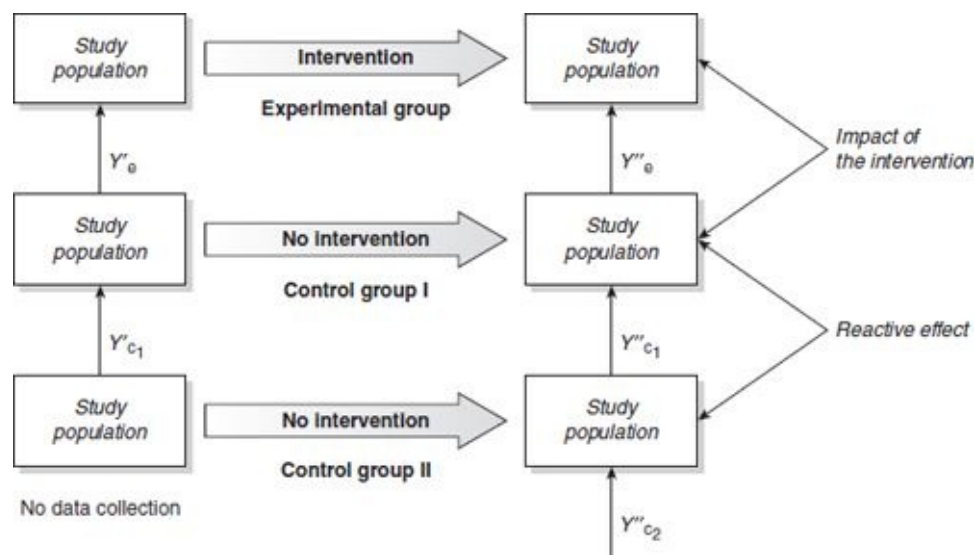 Study
population
Intervention
Experimental group
Study
population
Y′e
Y″e
Impact of
the intervention
Study
population
No intervention
Control group I
Study
population
Y′c1
Y″c1
Reactive effect
Study
population
No intervention
Control group II
Study
population
No data collection
Y″c2